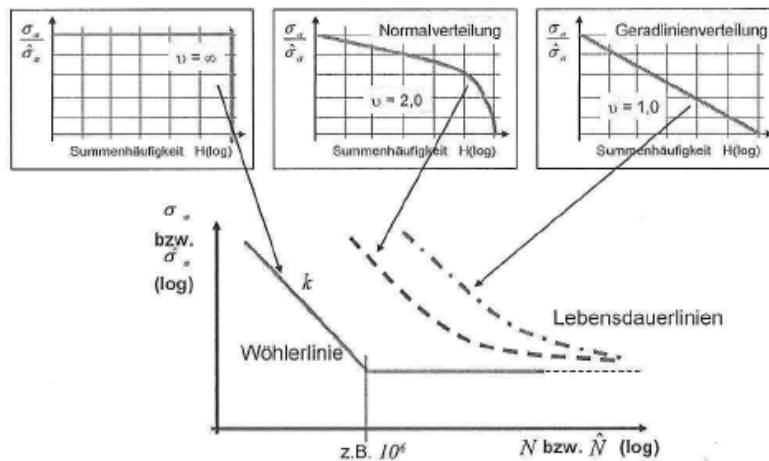 σₐ
σ̂ₐ
υ = ∞
Summenhäufigkeit H(log)
σₐ
σ̂ₐ
Normalverteilung
υ = 2,0
Summenhäufigkeit H(log)
σₐ
σ̂ₐ
Geradlinienverteilung
υ = 1,0
Summenhäufigkeit H(log)
σₐ
bzw.
σ̂ₐ
(log)
k
Wöhlerlinie
Lebensdauerlinien
z.B. 10⁶
N bzw. N̂ (log)